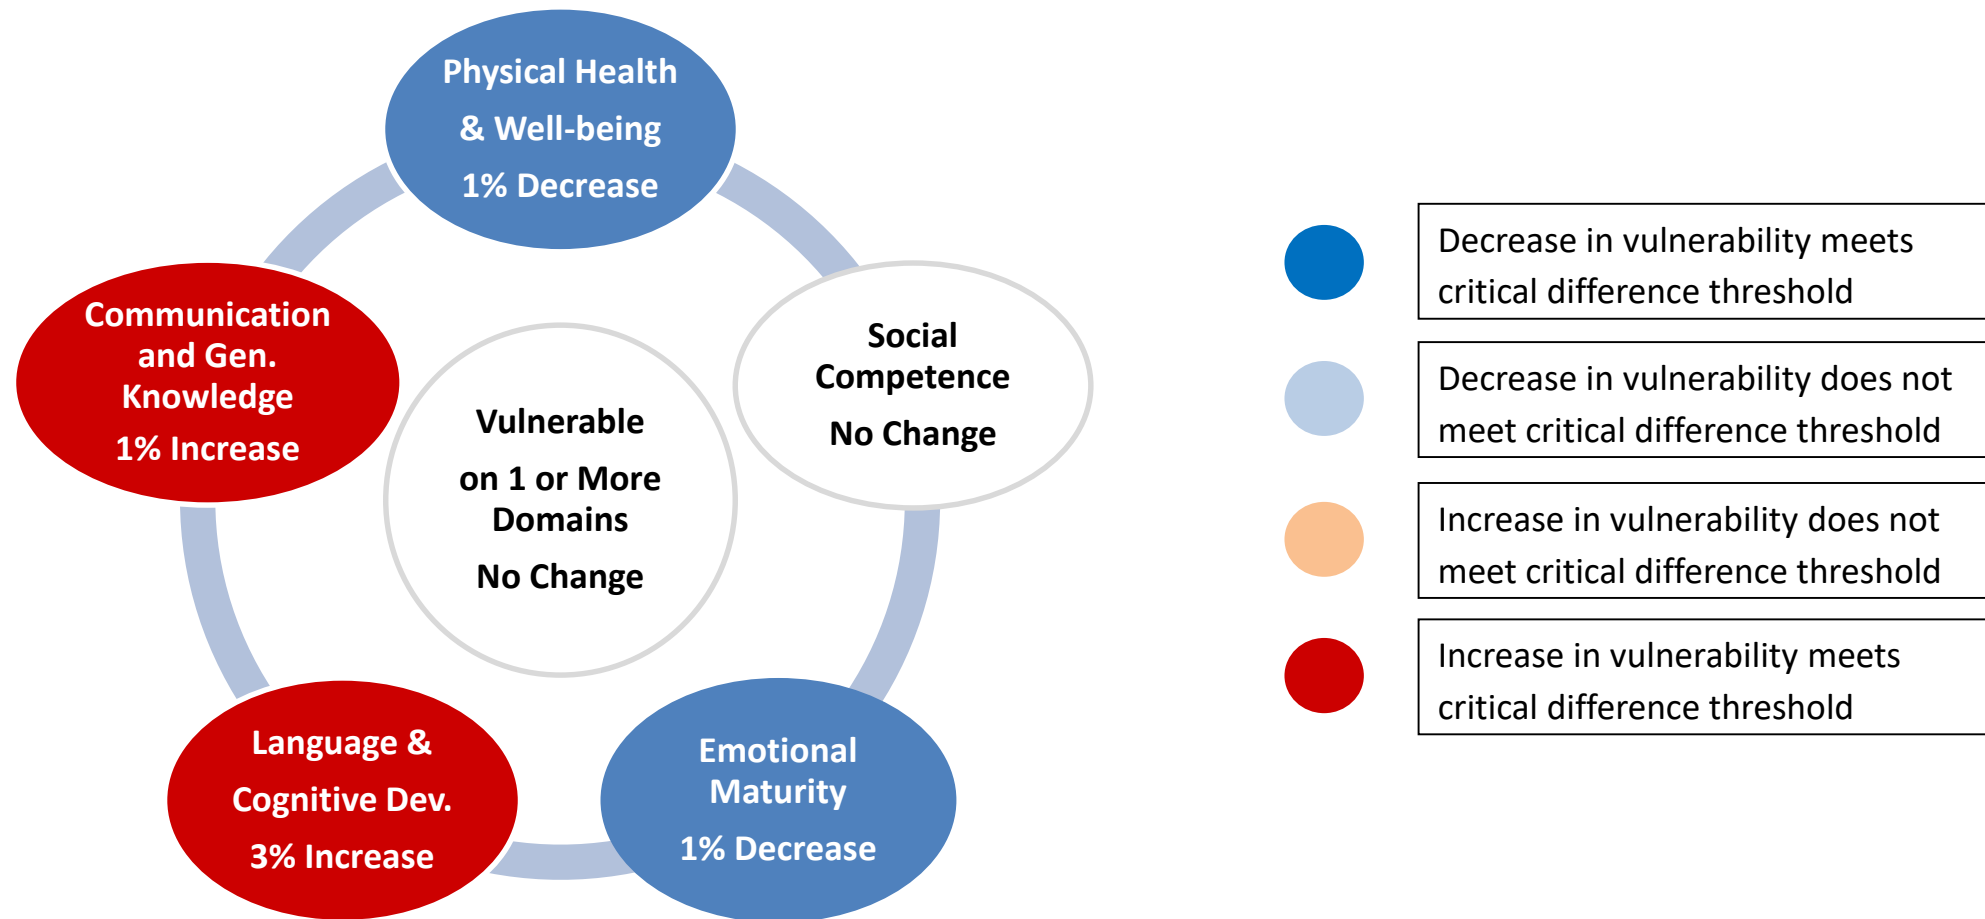 Physical Health
& Well-being
1% Decrease
Social
Competence
No Change
Emotional
Maturity
1% Decrease
Language &
Cognitive Dev.
3% Increase
Communication
and Gen.
Knowledge
1% Increase
Vulnerable
on 1 or More
Domains
No Change
Decrease in vulnerability meets
critical difference threshold
Decrease in vulnerability does not
meet critical difference threshold
Increase in vulnerability does not
meet critical difference threshold
Increase in vulnerability meets
critical difference threshold